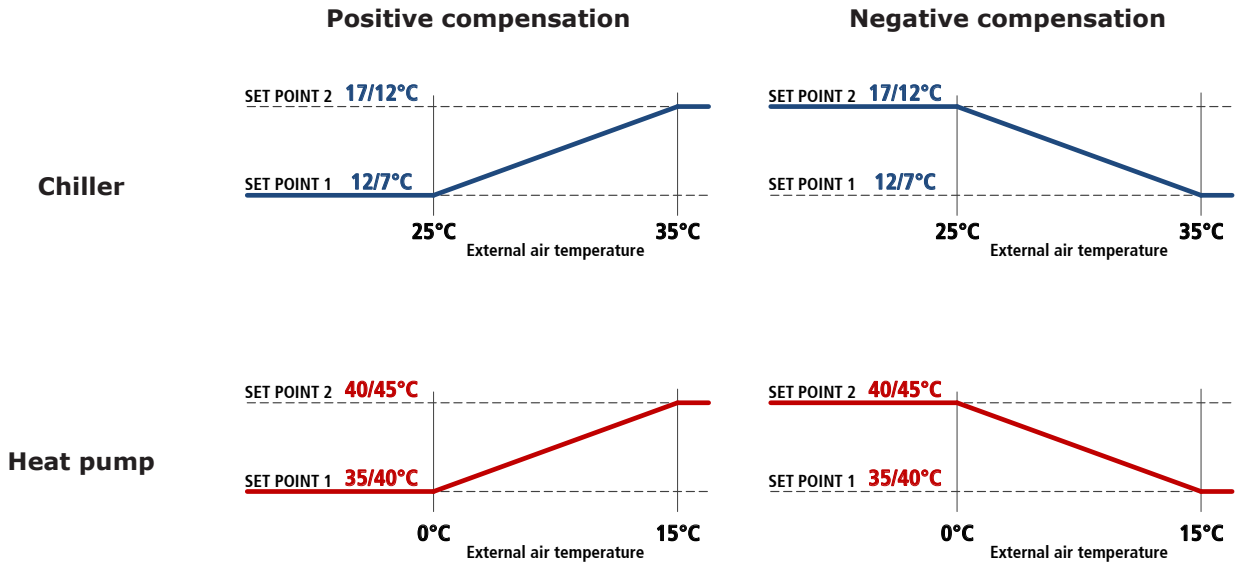 Positive compensation
Negative compensation
Chiller
SET POINT 2 17/12°C
SET POINT 1 12/7°C
25°C 35°C
External air temperature
SET POINT 2 17/12°C
SET POINT 1 12/7°C
25°C 35°C
External air temperature
Heat pump
SET POINT 2 40/45°C
SET POINT 1 35/40°C
0°C 15°C
External air temperature
SET POINT 2 40/45°C
SET POINT 1 35/40°C
0°C 15°C
External air temperature